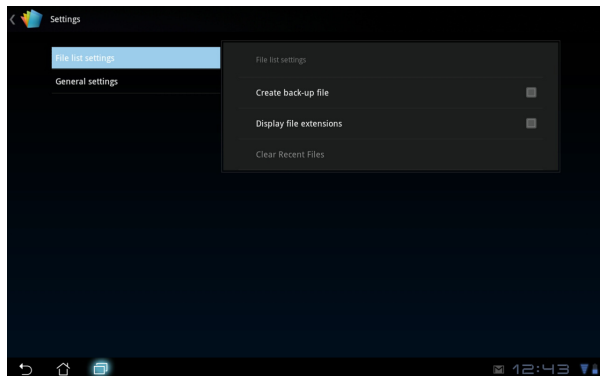 Settings
File list settings
General settings
File list settings
Create back-up file
Display file extensions
Clear Recent Files
12:43